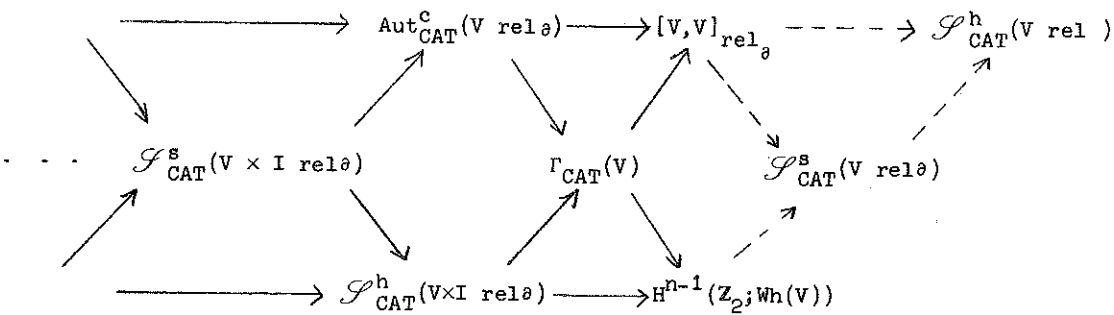 Aut^c_CAT(V rel∂) [V,V]_rel∂ 𝒮^h_CAT(V rel )
. . . 𝒮^s_CAT(V × I rel∂) Γ_CAT(V) 𝒮^s_CAT(V rel∂)
𝒮^h_CAT(V×I rel∂) H^{n-1}(ℤ_2;Wh(V))